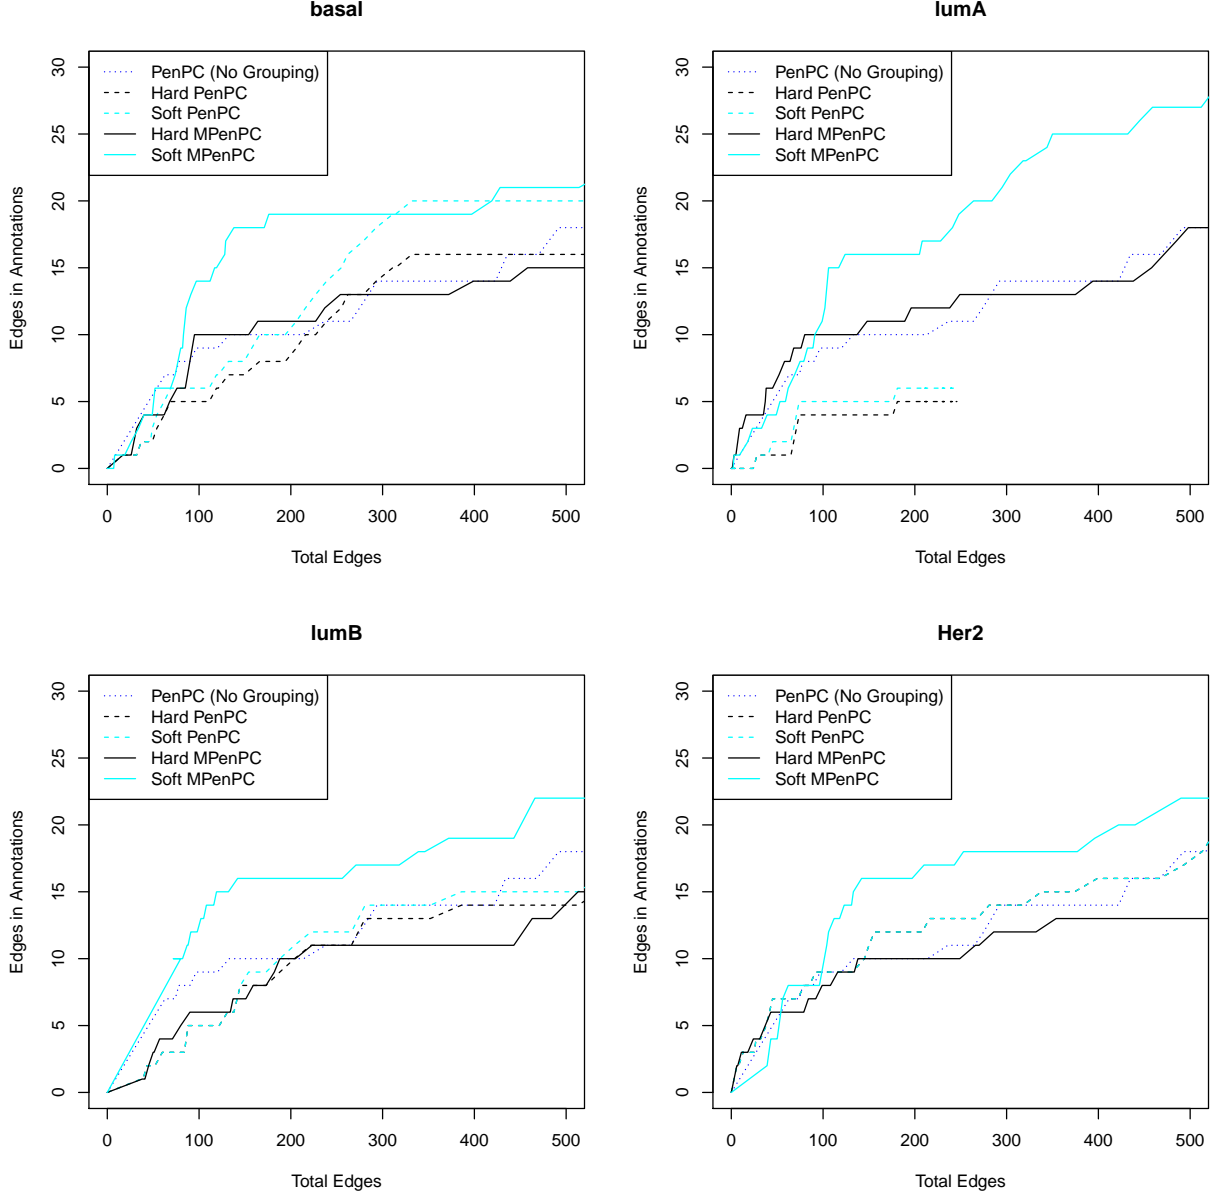 basal
30
25
20
15
10
5
0
Edges in Annotations
PenPC (No Grouping)
Hard PenPC
Soft PenPC
Hard MPenPC
Soft MPenPC
0 100 200 300 400 500
Total Edges
lumA
30
25
20
15
10
5
0
Edges in Annotations
PenPC (No Grouping)
Hard PenPC
Soft PenPC
Hard MPenPC
Soft MPenPC
0 100 200 300 400 500
Total Edges
lumB
30
25
20
15
10
5
0
Edges in Annotations
PenPC (No Grouping)
Hard PenPC
Soft PenPC
Hard MPenPC
Soft MPenPC
0 100 200 300 400 500
Total Edges
Her2
30
25
20
15
10
5
0
Edges in Annotations
PenPC (No Grouping)
Hard PenPC
Soft PenPC
Hard MPenPC
Soft MPenPC
0 100 200 300 400 500
Total Edges